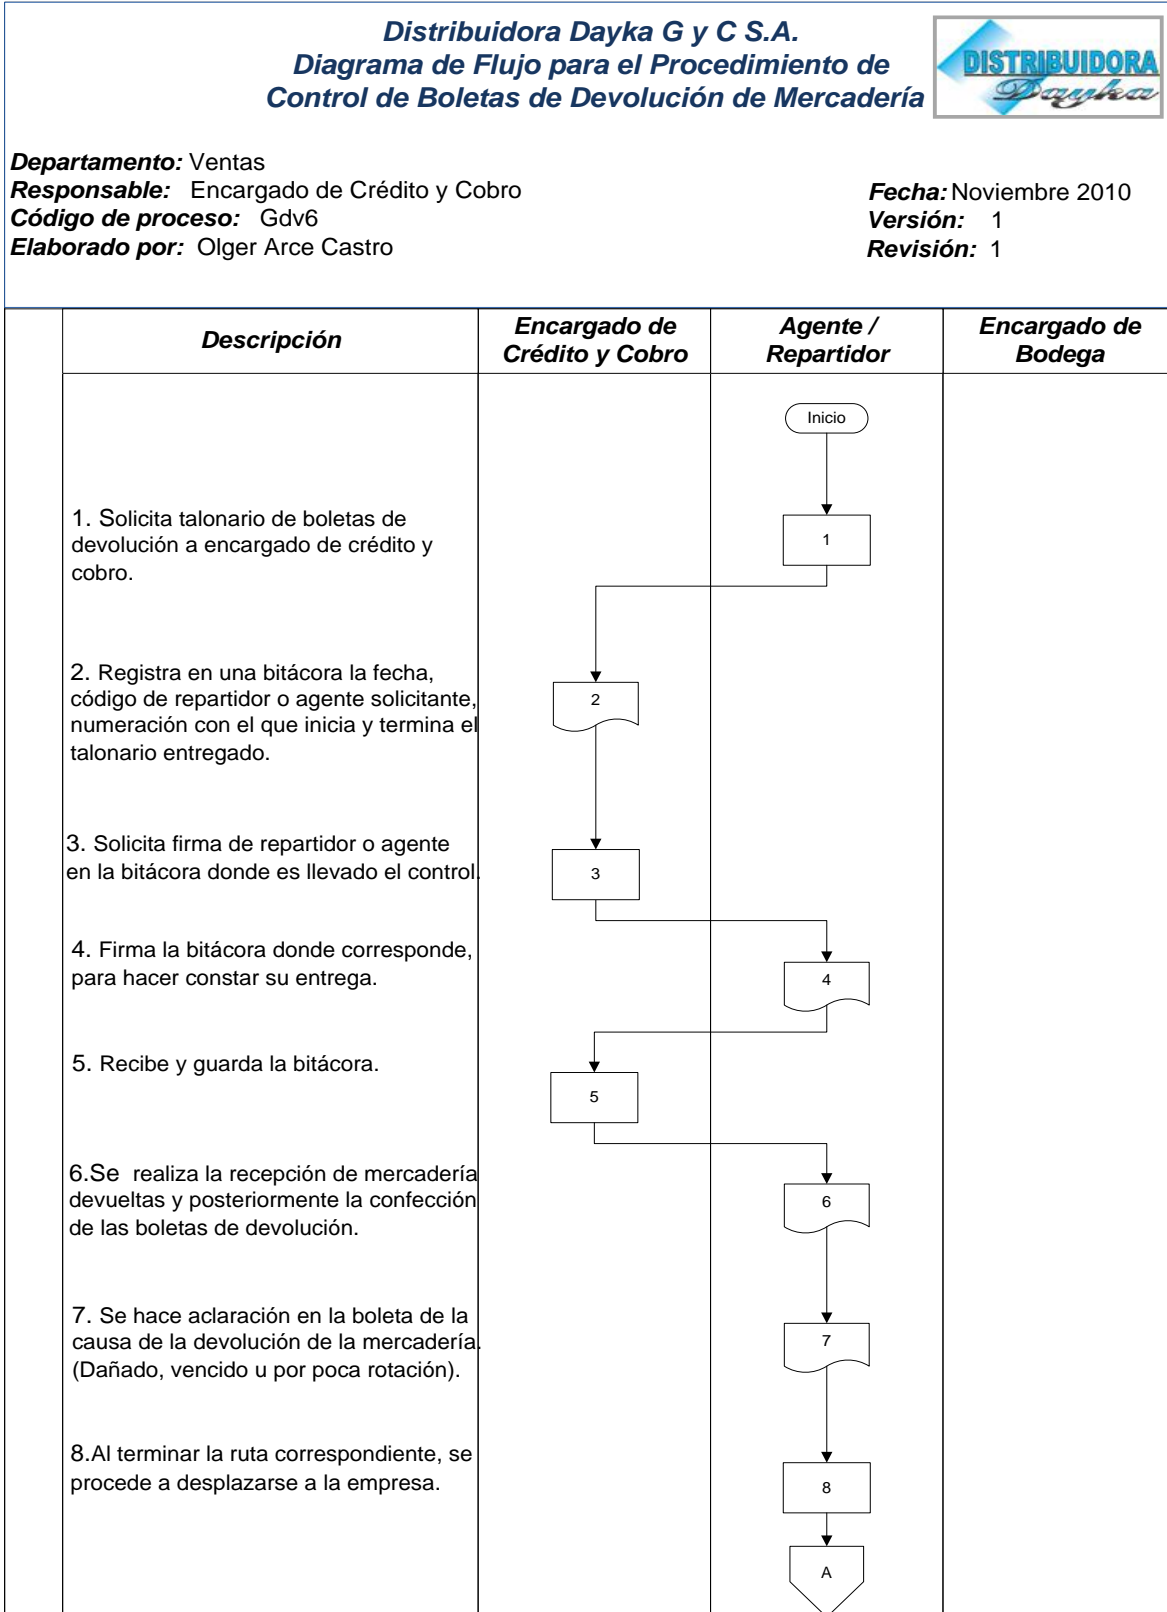 Distribuidora Dayka G y C S.A.
Diagrama de Flujo para el Procedimiento de
Control de Boletas de Devolución de Mercadería
DISTRIBUIDORA
Dayka
Departamento: Ventas
Responsable: Encargado de Crédito y Cobro
Código de proceso: Gdv6
Elaborado por: Olger Arce Castro
Fecha: Noviembre 2010
Versión: 1
Revisión: 1
Descripción
Encargado de
Crédito y Cobro
Agente /
Repartidor
Encargado de
Bodega
Inicio
1. Solicita talonario de boletas de
devolución a encargado de crédito y
cobro.
1
2. Registra en una bitácora la fecha,
código de repartidor o agente solicitante,
numeración con el que inicia y termina el
talonario entregado.
2
3. Solicita firma de repartidor o agente
en la bitácora donde es llevado el control.
3
4. Firma la bitácora donde corresponde,
para hacer constar su entrega.
4
5. Recibe y guarda la bitácora.
5
6.Se realiza la recepción de mercadería
devueltas y posteriormente la confección
de las boletas de devolución.
6
7. Se hace aclaración en la boleta de la
causa de la devolución de la mercadería.
(Dañado, vencido u por poca rotación).
7
8.Al terminar la ruta correspondiente, se
procede a desplazarse a la empresa.
8
A